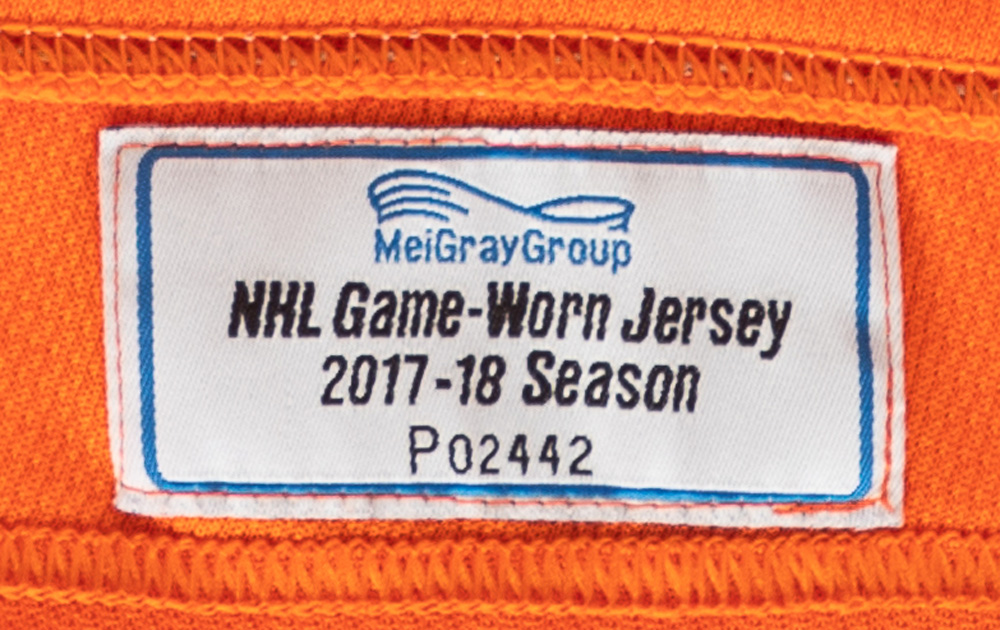 MeiGrayGroup
NHL Game-Worn Jersey
2017-18 Season
P02442